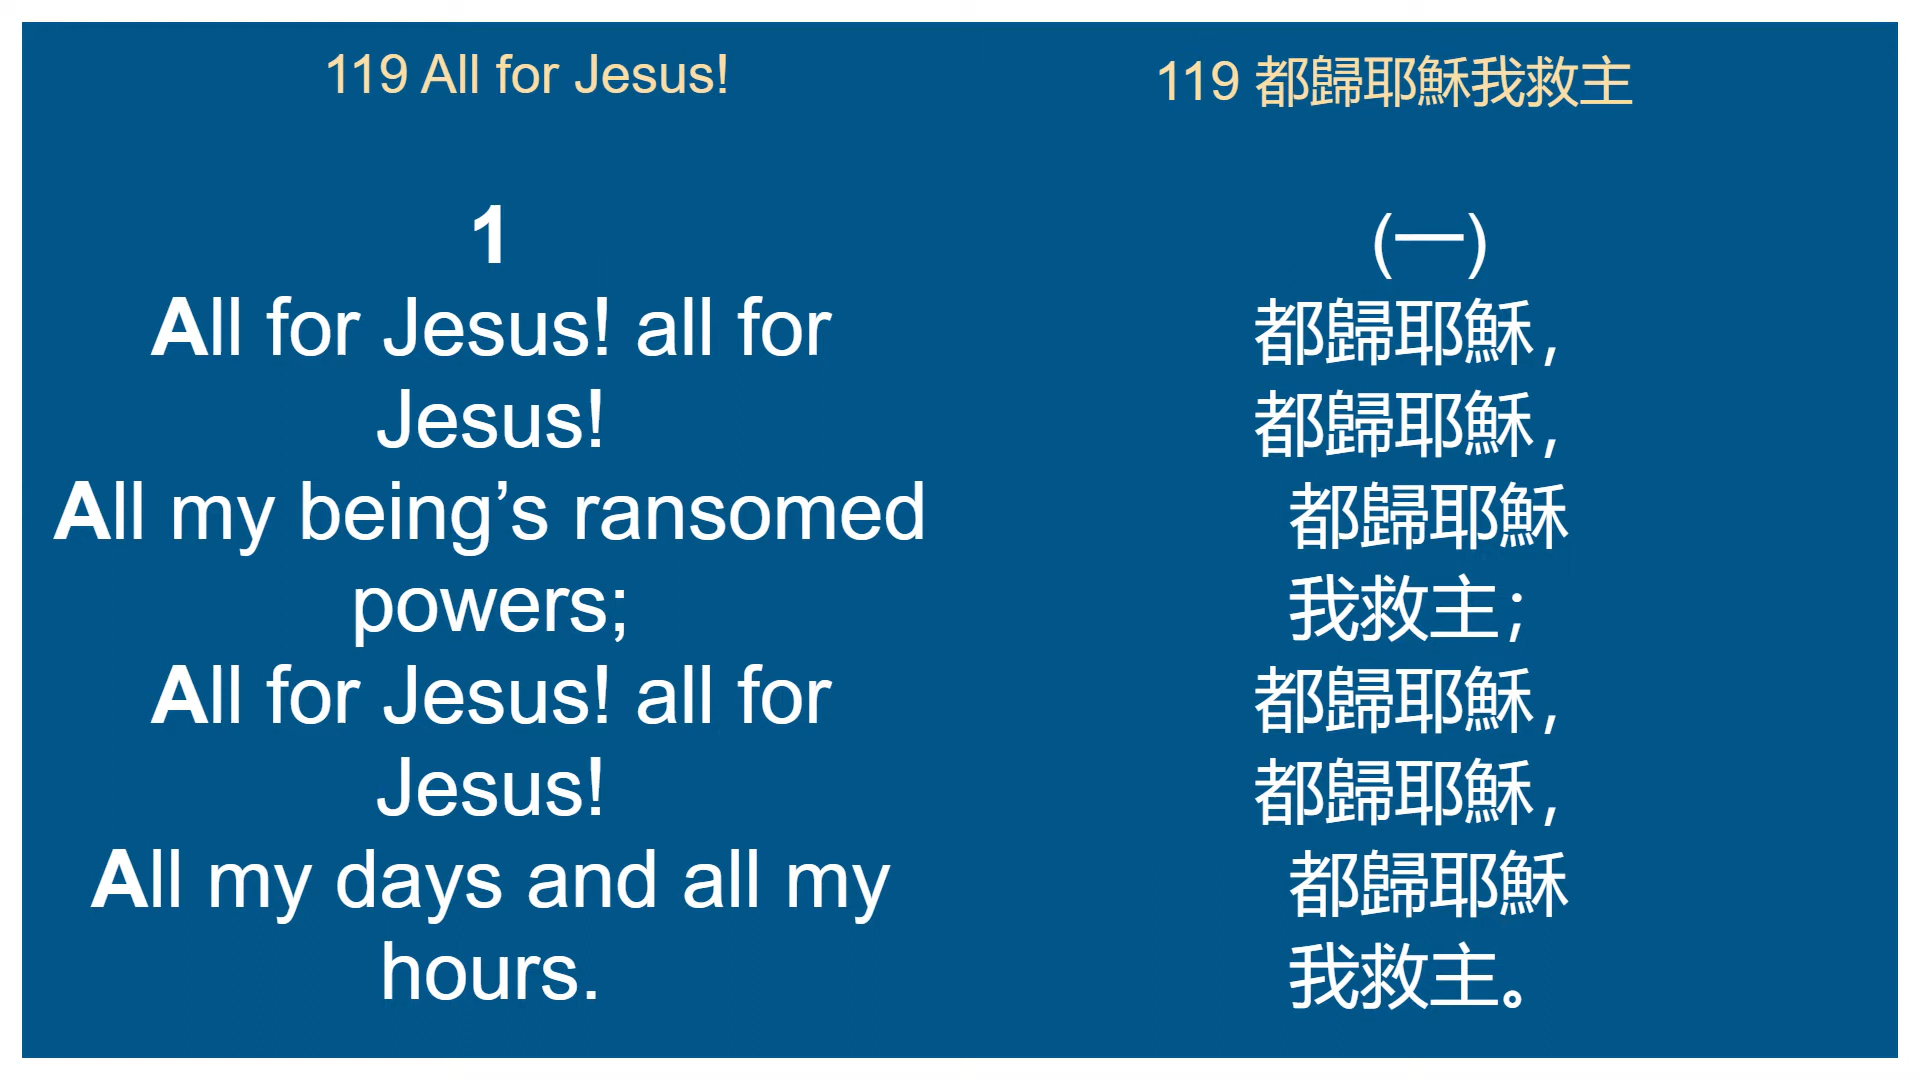 119 All for Jesus!
1
All for Jesus! all for
Jesus!
All my being’s ransomed
powers;
All for Jesus! all for
Jesus!
All my days and all my
hours.
119 都歸耶穌我救主
(一)
都歸耶穌，
都歸耶穌，
都歸耶穌
我救主；
都歸耶穌，
都歸耶穌，
都歸耶穌
我救主。